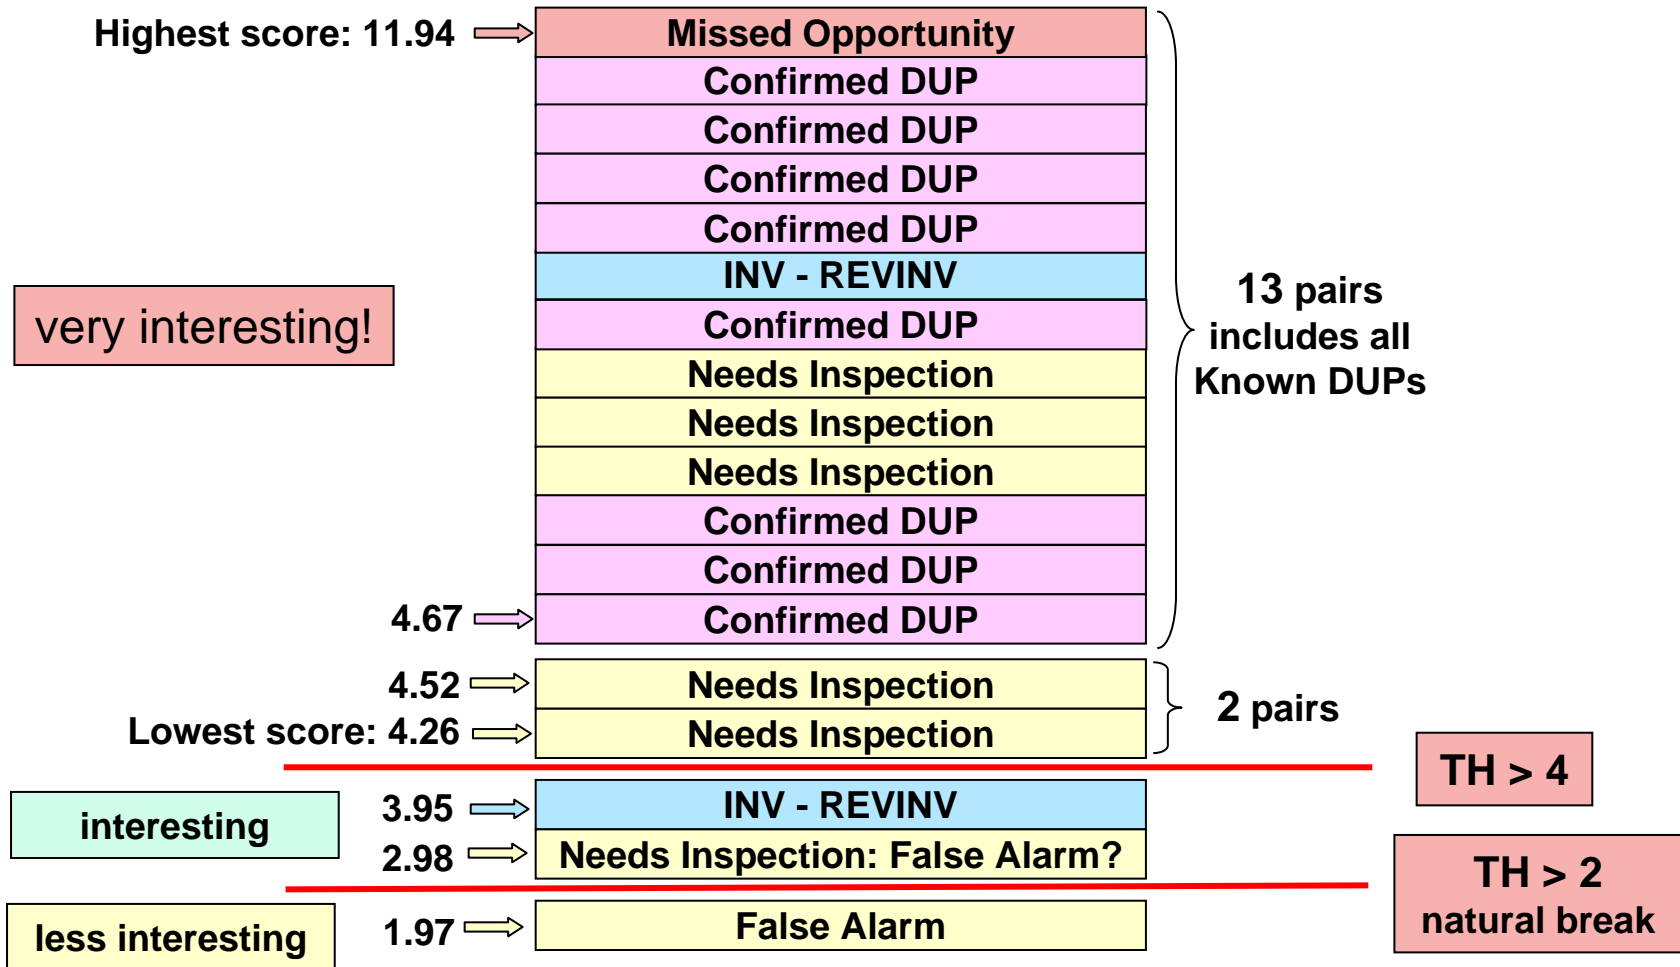 Highest score: 11.94
Missed Opportunity
Confirmed DUP
Confirmed DUP
Confirmed DUP
Confirmed DUP
INV - REVINV
Confirmed DUP
Needs Inspection
Needs Inspection
Needs Inspection
Confirmed DUP
Confirmed DUP
4.67
Confirmed DUP
very interesting!
13 pairs
includes all
Known DUPs
4.52
Needs Inspection
Lowest score: 4.26
Needs Inspection
2 pairs
TH > 4
interesting
3.95
INV - REVINV
2.98
Needs Inspection: False Alarm?
TH > 2
natural break
less interesting
1.97
False Alarm